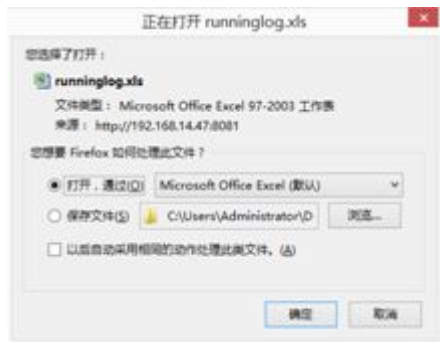 正在打开 runninglog.xls
您选择了打开：
runninglog.xls
文件类型： Microsoft Office Excel 97-2003 工作表
来源： http://192.168.14.47:8081
您想要 Firefox 如何处理此文件？
打开，通过(O) Microsoft Office Excel (默认)
保存文件(S) C:\Users\Administrator\D 浏览...
以后自动采用相同的动作处理此类文件。(A)
确定 取消